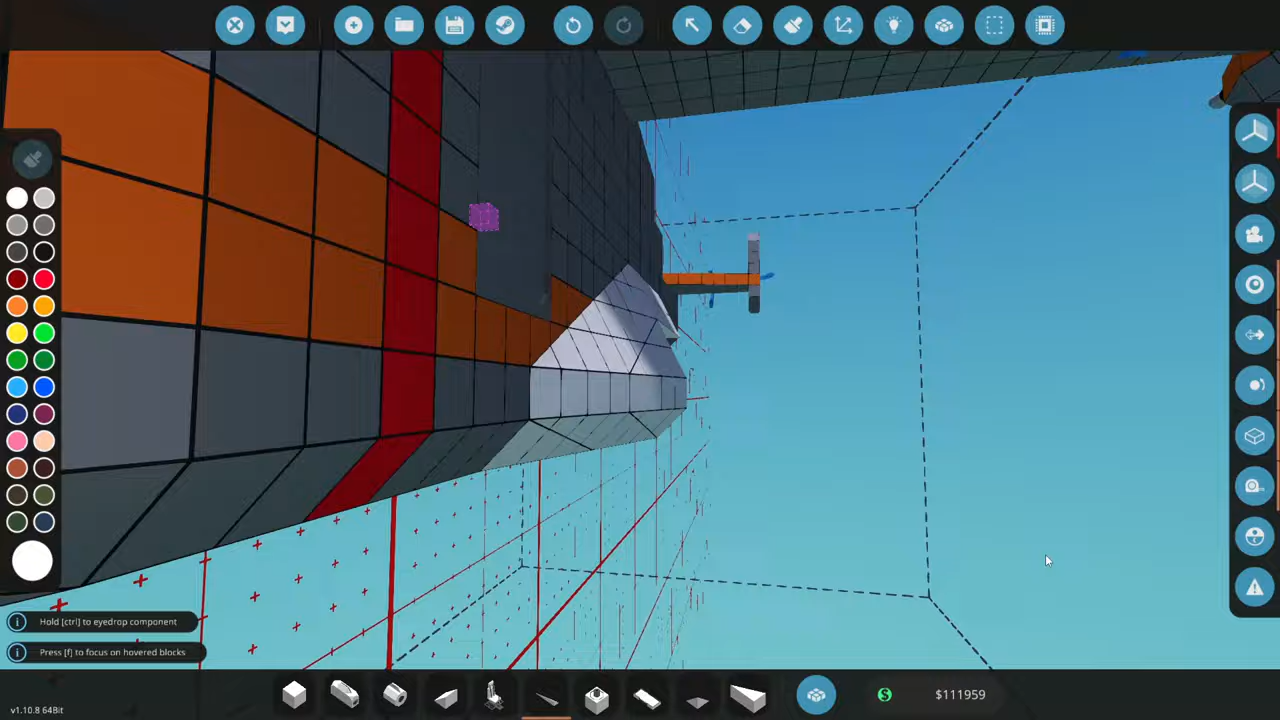 Hold [ctrl] to eyedrop component
Press [f] to focus on hovered blocks
v1.10.8 64Bit
$ $111959